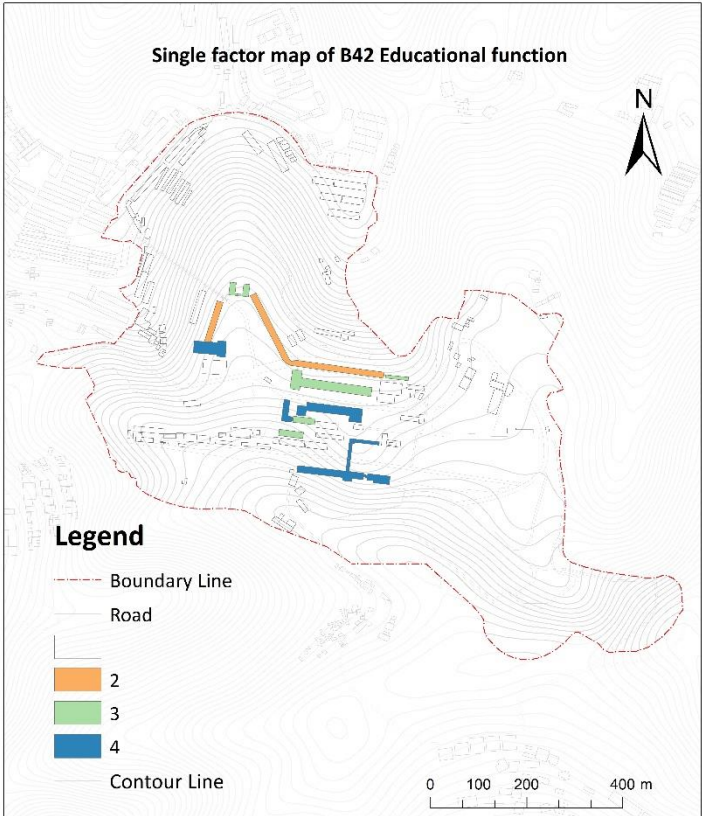 Single factor map of B42 Educational function
N
Legend
Boundary Line
Road
2
3
4
Contour Line
0 100 200 400 m